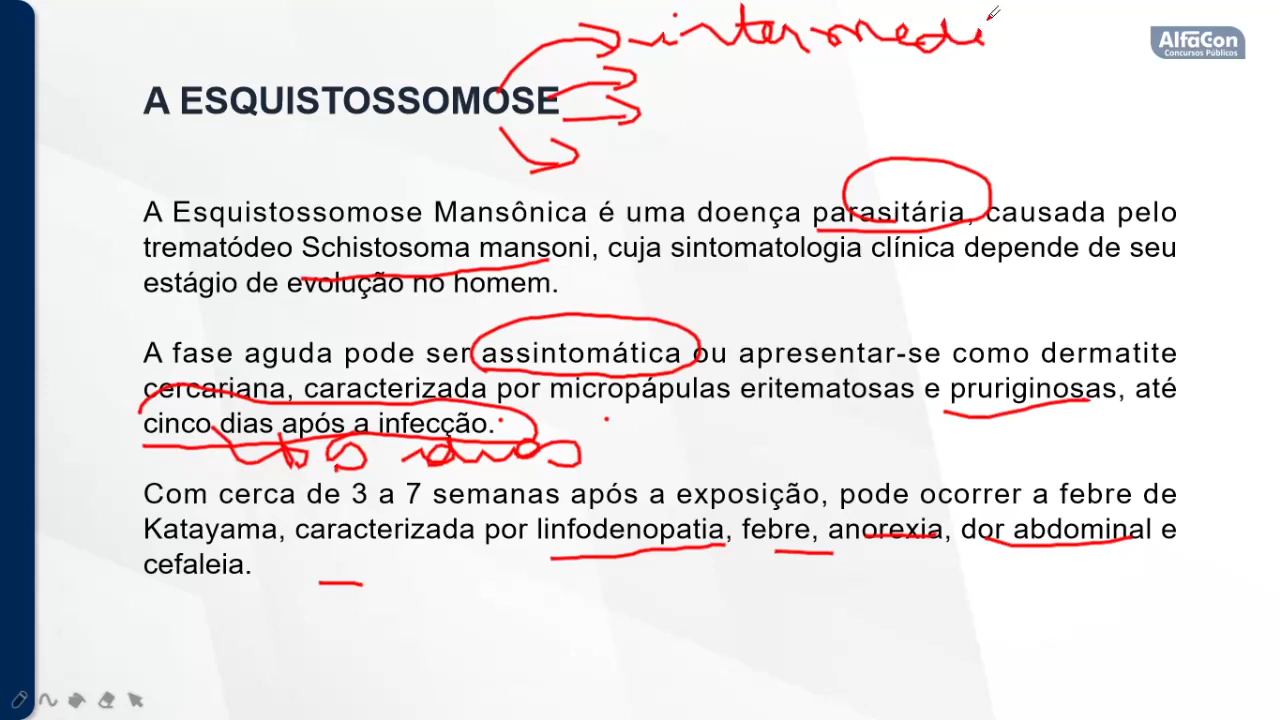 intermedi
AlfaCon
Concursos Públicos
A ESQUISTOSSOMOSE
A Esquistossomose Mansônica é uma doença parasitária, causada pelo
trematódeo Schistosoma mansoni, cuja sintomatologia clínica depende de seu
estágio de evolução no homem.
A fase aguda pode ser assintomática ou apresentar-se como dermatite
cercariana, caracterizada por micropápulas eritematosas e pruriginosas, até
cinco dias após a infecção.
dias
Com cerca de 3 a 7 semanas após a exposição, pode ocorrer a febre de
Katayama, caracterizada por linfodenopatia, febre, anorexia, dor abdominal e
cefaleia.